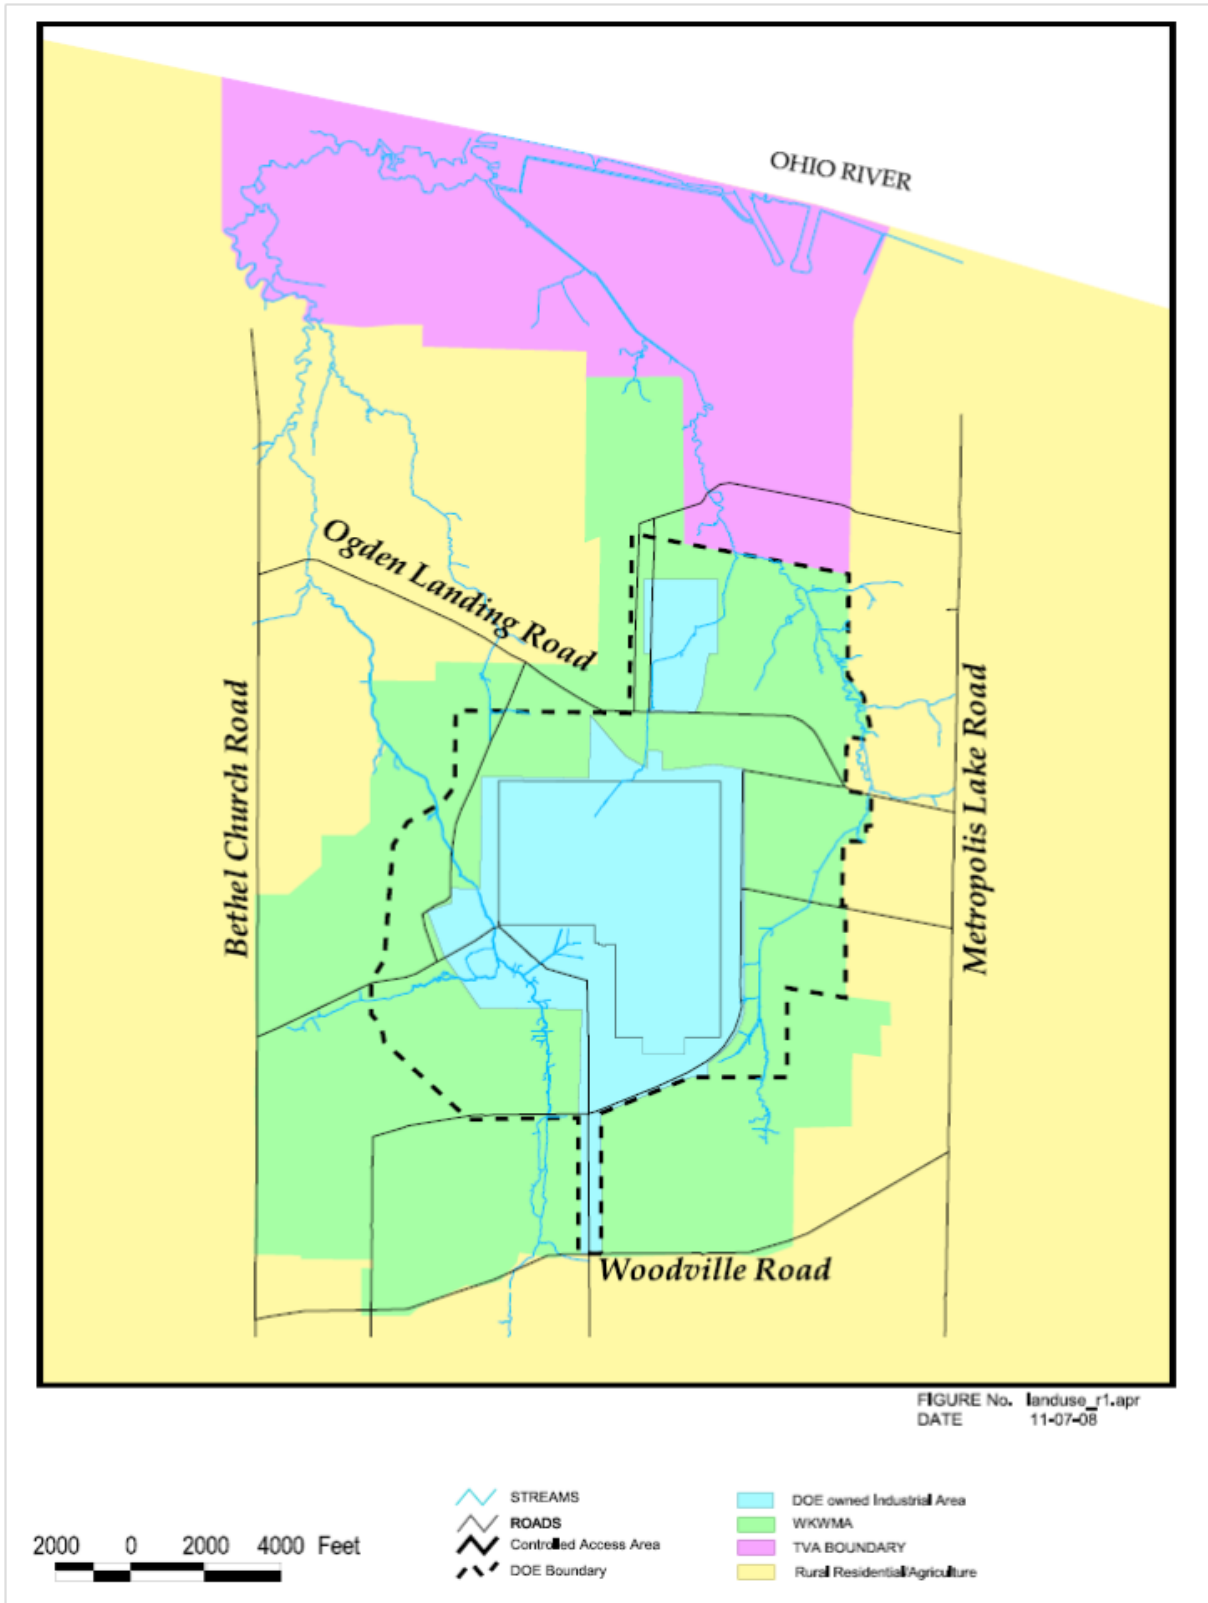 OHIO RIVER
Ogden Landing Road
Bethel Church Road
Metropolis Lake Road
Woodville Road
FIGURE No. landuse_r1.apr
DATE 11-07-08
STREAMS
ROADS
Controlled Access Area
DOE Boundary
DOE owned Industrial Area
WKWMA
TVA BOUNDARY
Rural Residential/Agriculture
2000 0 2000 4000 Feet